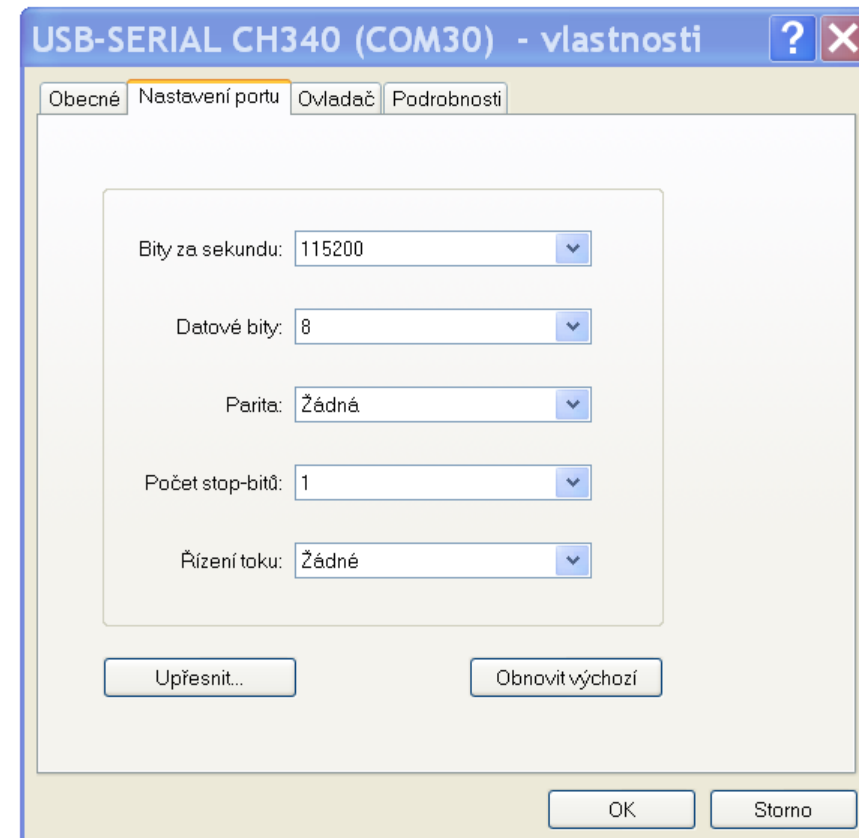 USB-SERIAL CH340 (COM30) - vlastnosti
Obecné Nastavení portu Ovladač Podrobnosti
Bity za sekundu: 115200
Datové bity: 8
Parita: Žádná
Počet stop-bitů: 1
Řízení toku: Žádné
Upřesnit... Obnovit výchozí
OK Storno